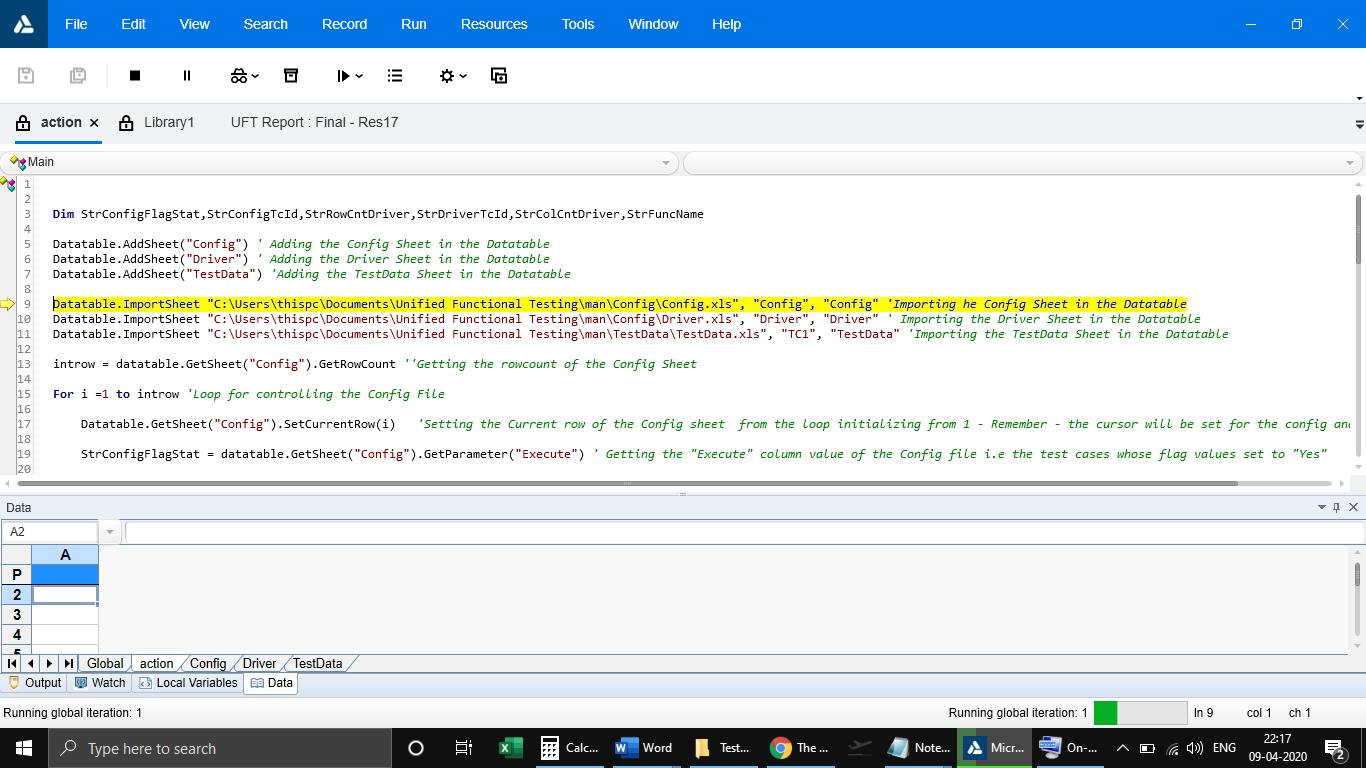 File Edit View Search Record Run Resources Tools Window Help
action Library1 UFT Report : Final - Res17
Main
1
2
3 Dim StrConfigFlagStat,StrConfigTcId,StrRowCntDriver,StrDriverTcId,StrColCntDriver,StrFuncName
4
5 Datatable.AddSheet("Config") ' Adding the Config Sheet in the Datatable
6 Datatable.AddSheet("Driver") ' Adding the Driver Sheet in the Datatable
7 Datatable.AddSheet("TestData") 'Adding the TestData Sheet in the Datatable
8
9 Datatable.ImportSheet "C:\Users\thispc\Documents\Unified Functional Testing\man\Config\Config.xls", "Config", "Config" 'Importing he Config Sheet in the Datatable
10 Datatable.ImportSheet "C:\Users\thispc\Documents\Unified Functional Testing\man\Config\Driver.xls", "Driver", "Driver" ' Importing the Driver Sheet in the Datatable
11 Datatable.ImportSheet "C:\Users\thispc\Documents\Unified Functional Testing\man\TestData\TestData.xls", "TC1", "TestData" 'Importing the TestData Sheet in the Datatable
12
13 introw = datatable.GetSheet("Config").GetRowCount ''Getting the rowcount of the Config Sheet
14
15 For i =1 to introw 'Loop for controlling the Config File
16
17 Datatable.GetSheet("Config").SetCurrentRow(i) 'Setting the Current row of the Config sheet from the loop initializing from 1 - Remember - the cursor will be set for the config an
18
19 StrConfigFlagStat = datatable.GetSheet("Config").GetParameter("Execute") ' Getting the "Execute" column value of the Config file i.e the test cases whose flag values set to "Yes"
20
Data
A2
A
P
2
3
4
5
Global action Config Driver TestData
Output Watch Local Variables Data
Running global iteration: 1 Running global iteration: 1 ln 9 col 1 ch 1
Type here to search Calc... Word Test... The ... Note... Micr... On-... ENG 22:17
09-04-2020 2